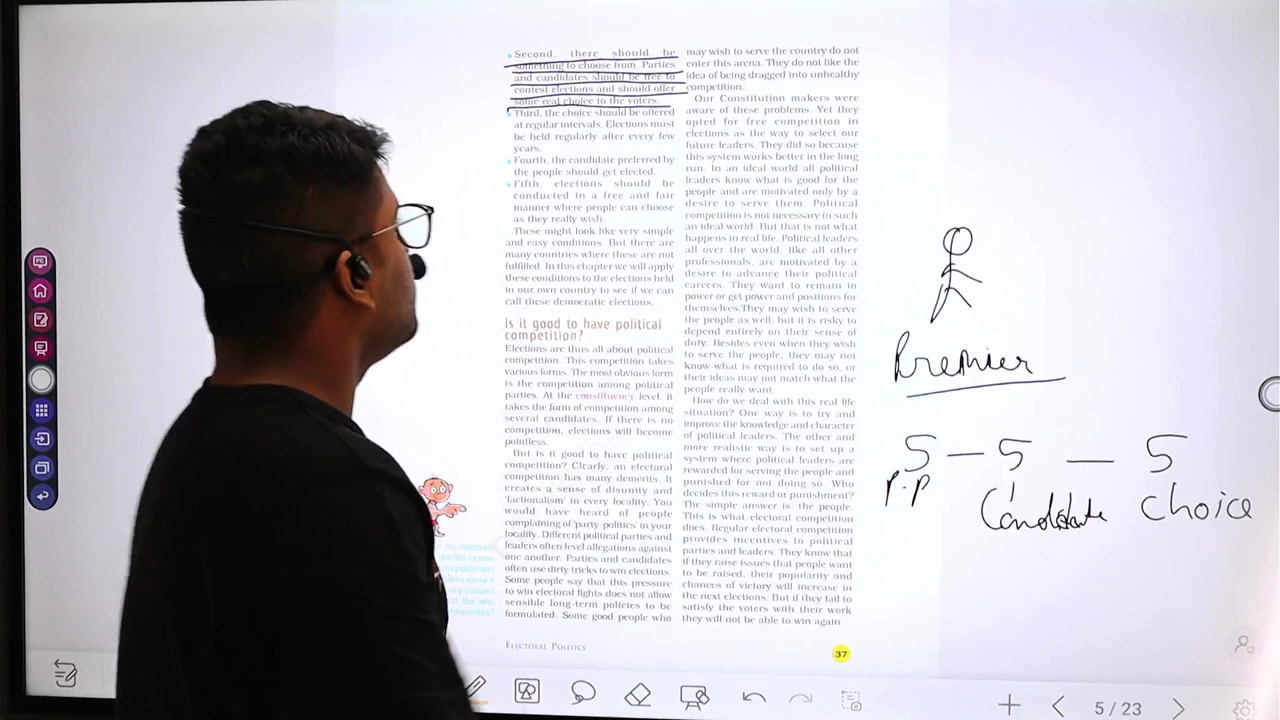 Second, there should be
something to choose from. Parties
and candidates should be free to
contest elections and should offer
some real choice to the voters.
Third, the choice should be offered
at regular intervals. Elections must
be held regularly after every few
years.
Fourth, the candidate preferred by
the people should get elected.
Fifth, elections should be
conducted in a free and fair
manner where people can choose
as they really wish.
These might look like very simple
and easy conditions. But there are
many countries where these are not
fulfilled. In this chapter we will apply
these conditions to the elections held
in our own country to see if we can
call these democratic elections.
Is it good to have political
competition?
Elections are thus all about political
competition. This competition takes
various forms. The most obvious form
is the competition among political
parties. At the constituency level, it
takes the form of competition among
several candidates. If there is no
competition, elections will become
pointless.
But is it good to have political
competition? Clearly, an electoral
competition has many demerits. It
creates a sense of disunity and
'factionalism' in every locality. You
would have heard of people
complaining of 'party-politics' in your
locality. Different political parties and
leaders often level allegations against
one another. Parties and candidates
often use dirty tricks to win elections.
Some people say that this pressure
to win electoral fights does not allow
sensible long-term policies to be
formulated. Some good people who
may wish to serve the country do not
enter this arena. They do not like the
idea of being dragged into unhealthy
competition.
Our Constitution makers were
aware of these problems. Yet they
opted for free competition in
elections as the way to select our
future leaders. They did so because
this system works better in the long
run. In an ideal world all political
leaders know what is good for the
people and are motivated only by a
desire to serve them. Political
competition is not necessary in such
an ideal world. But that is not what
happens in real life. Political leaders
all over the world, like all other
professionals, are motivated by a
desire to advance their political
careers. They want to remain in
power or get power and positions for
themselves. They may wish to serve
the people as well, but it is risky to
depend entirely on their sense of
duty. Besides even when they wish
to serve the people, they may not
know what is required to do so, or
their ideas may not match what the
people really want.
How do we deal with this real life
situation? One way is to try and
improve the knowledge and character
of political leaders. The other and
more realistic way is to set up a
system where political leaders are
rewarded for serving the people and
punished for not doing so. Who
decides this reward or punishment?
The simple answer is: the people.
This is what electoral competition
does. Regular electoral competition
provides incentives to political
parties and leaders. They know that
if they raise issues that people want
to be raised, their popularity and
chances of victory will increase in
the next elections. But if they fail to
satisfy the voters with their work
they will not be able to win again.
Premier
5 — 5 — 5
P.P Candidate Choice
ELECTORAL POLITICS
37
5 / 23